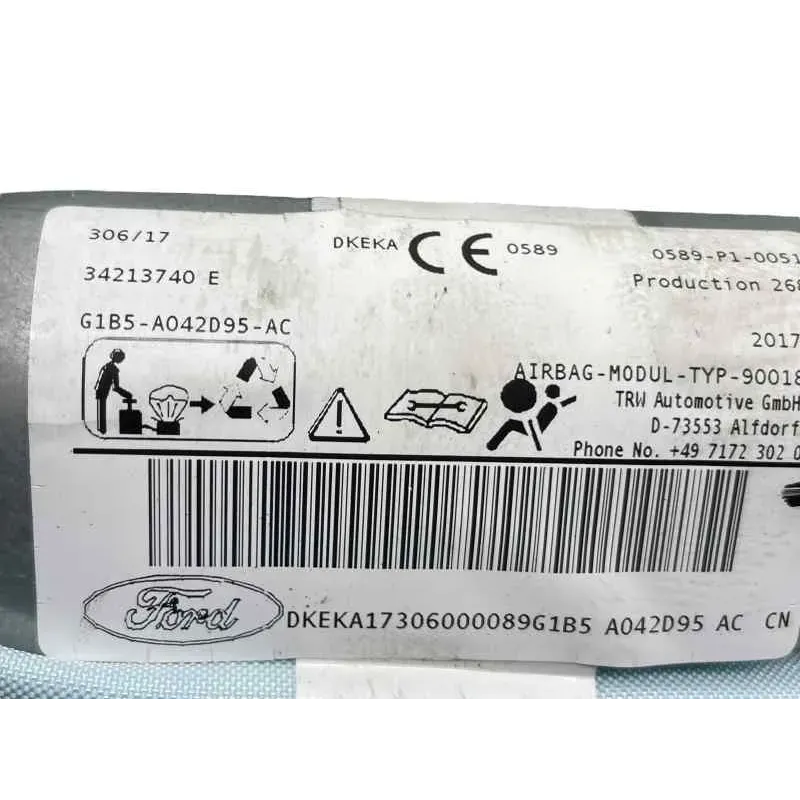 306/17
DKEKA CE 0589
0589-P1-0051
34213740 E
Production 268
G1B5-A042D95-AC
2017
AIRBAG-MODUL-TYP-90018
TRW Automotive GmbH
D-73553 Alfdorf
Phone No. +49 7172 302 0
Ford
DKEKA17306000089G1B5 A042D95 AC CN